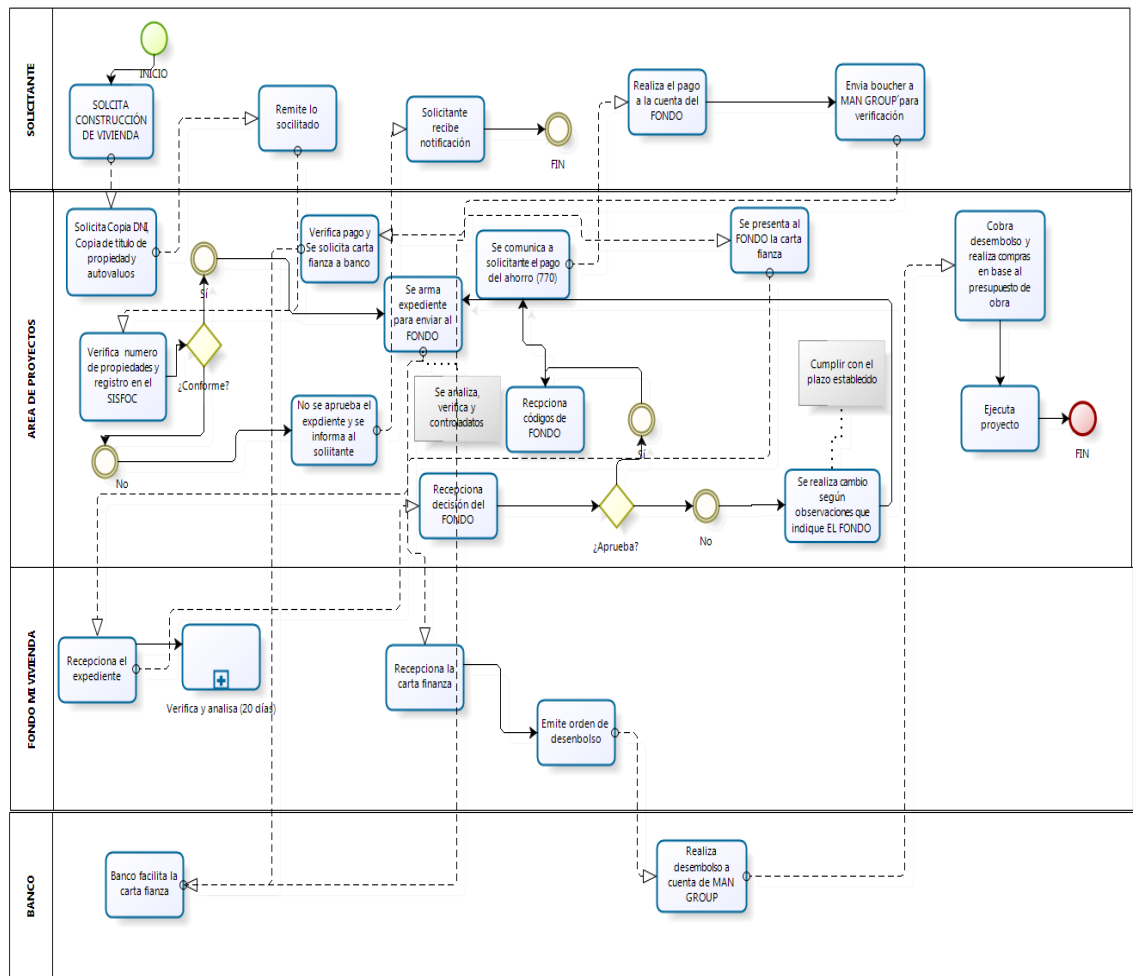 SOLICITANTE
INICIO
SOLCITA
CONSTRUCCIÓN
DE VIVIENDA
Remite lo
socilitado
Solicitante
recibe
notificación
FIN
Realiza el pago
a la cuenta del
FONDO
Envia boucher a
MAN GROUP para
verificación
AREA DE PROYECTOS
Solicita Copia DNI,
Copia de titulo de
propiedad y
autovaluos
Sí
Verifica pago y
Se solicita carta
fianza a banco
Se comunica a
solicitante el pago
del ahorro (770)
Se presenta al
FONDO la carta
fianza
Cobra
desembolso y
realiza compras
en base al
presupuesto de
obra
Se arma
expediente
para enviar al
FONDO
Verifica numero
de propiedades y
registro en el
SISFOC
¿Conforme?
No
No se aprueba el
expdiente y se
informa al
soliitante
Se analiza,
verifica y
controladatos
Recpciona
códigos de
FONDO
Sí
Cumplir con el
plazo establecido
Ejecuta
proyecto
FIN
Recepciona
decisión del
FONDO
¿Aprueba?
No
Se realiza cambio
según
observaciones que
indique EL FONDO
FONDO MI VIVIENDA
Recepciona el
expediente
Verifica y analisa (20 días)
Recepciona la
carta finanza
Emite orden de
desenbolso
BANCO
Banco facilita la
carta fianza
Realiza
desembolso a
cuenta de MAN
GROUP